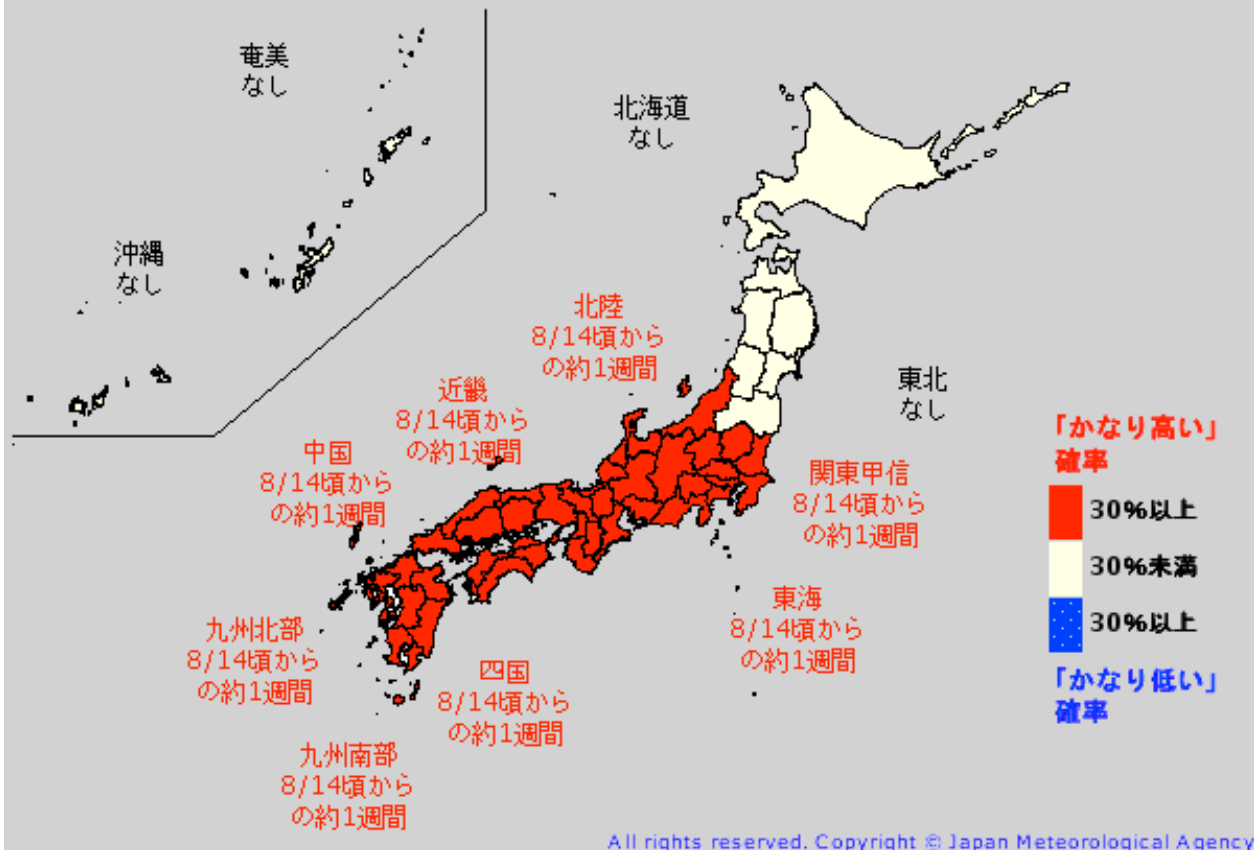 奄美
なし
北海道
なし
沖縄
なし
北陸
8/14頃から
の約1週間
近畿
8/14頃から
の約1週間
東北
なし
中国
8/14頃から
の約1週間
関東甲信
8/14頃から
の約1週間
東海
8/14頃から
の約1週間
九州北部
8/14頃から
の約1週間
四国
8/14頃から
の約1週間
九州南部
8/14頃から
の約1週間
「かなり高い」
確率
30%以上
30%未満
30%以上
「かなり低い」
確率
All rights reserved. Copyright © Japan Meteorological Agency